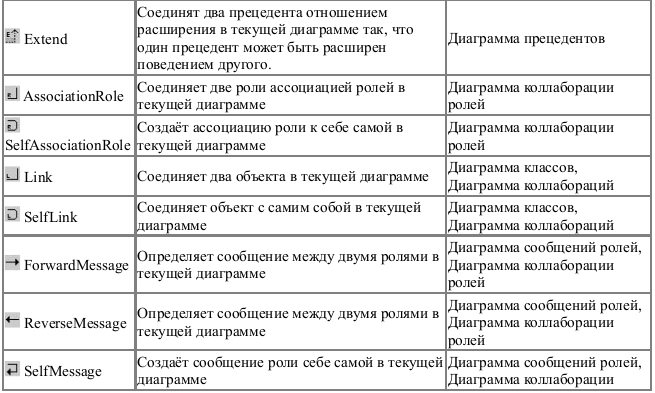 Extend
Соединят два прецедента отношением
расширения в текущей диаграмме так, что
один прецедент может быть расширен
поведением другого.
Диаграмма прецедентов
AssociationRole
Соединяет две роли ассоциацией ролей в
текущей диаграмме
Диаграмма коллаборации
ролей
SelfAssociationRole
Создаёт ассоциацию роли к себе самой в
текущей диаграмме
Диаграмма коллаборации
ролей
Link
Соединяет два объекта в текущей диаграмме
Диаграмма классов,
Диаграмма коллабораций
SelfLink
Соединяет объект с самим собой в текущей
диаграмме
Диаграмма классов,
Диаграмма коллабораций
ForwardMessage
Определяет сообщение между двумя ролями в
текущей диаграмме
Диаграмма сообщений ролей,
Диаграмма коллаборации
ролей
ReverseMessage
Определяет сообщение между двумя ролями в
текущей диаграмме
Диаграмма сообщений ролей,
Диаграмма коллаборации
ролей
SelfMessage
Создаёт сообщение роли себе самой в текущей
диаграмме
Диаграмма сообщений ролей,
Диаграмма коллаборации